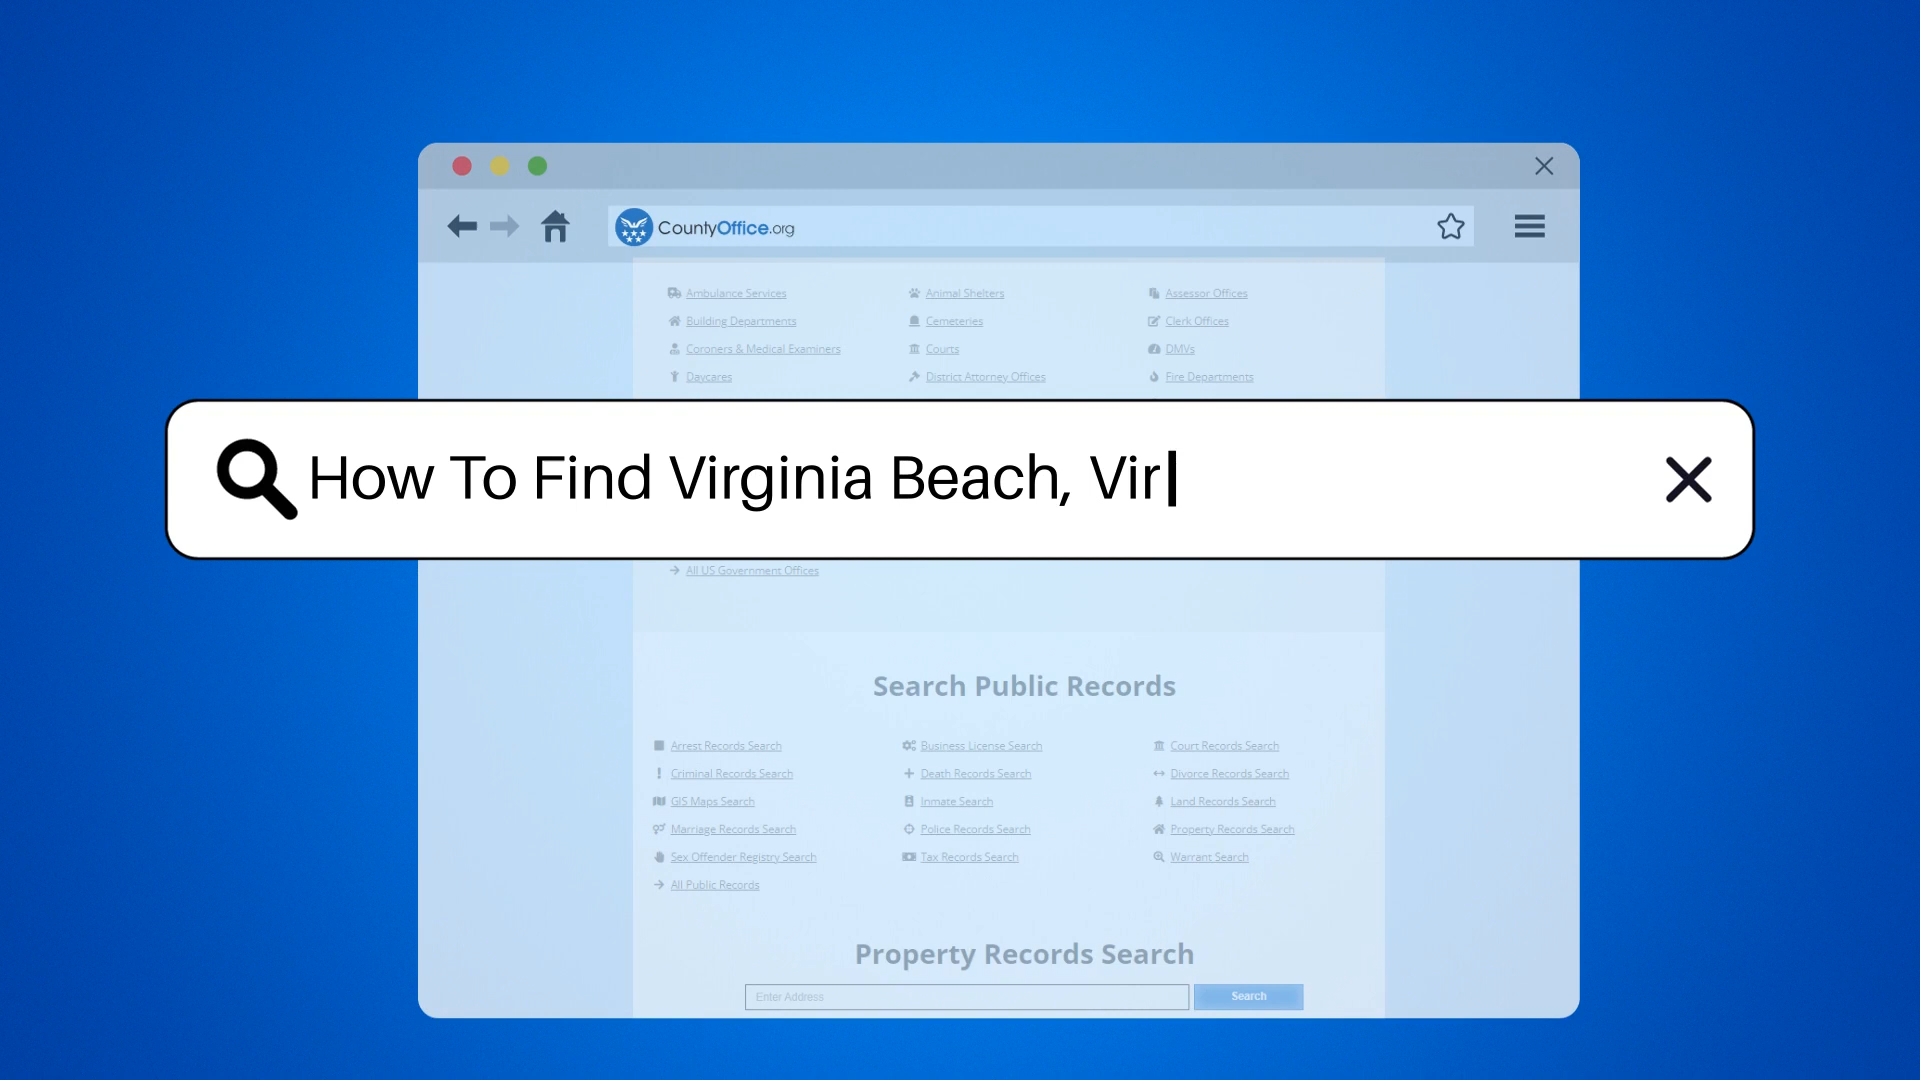 CountyOffice.org
Ambulance Services Animal Shelters Assessor Offices
Building Departments Cemeteries Clerk Offices
Coroners & Medical Examiners Courts DMVs
Daycares District Attorney Offices Fire Departments
How To Find Virginia Beach, Vir
All US Government Offices
Search Public Records
Arrest Records Search Business License Search Court Records Search
Criminal Records Search Death Records Search Divorce Records Search
GIS Maps Search Inmate Search Land Records Search
Marriage Records Search Police Records Search Property Records Search
Sex Offender Registry Search Tax Records Search Warrant Search
All Public Records
Property Records Search
Enter Address Search